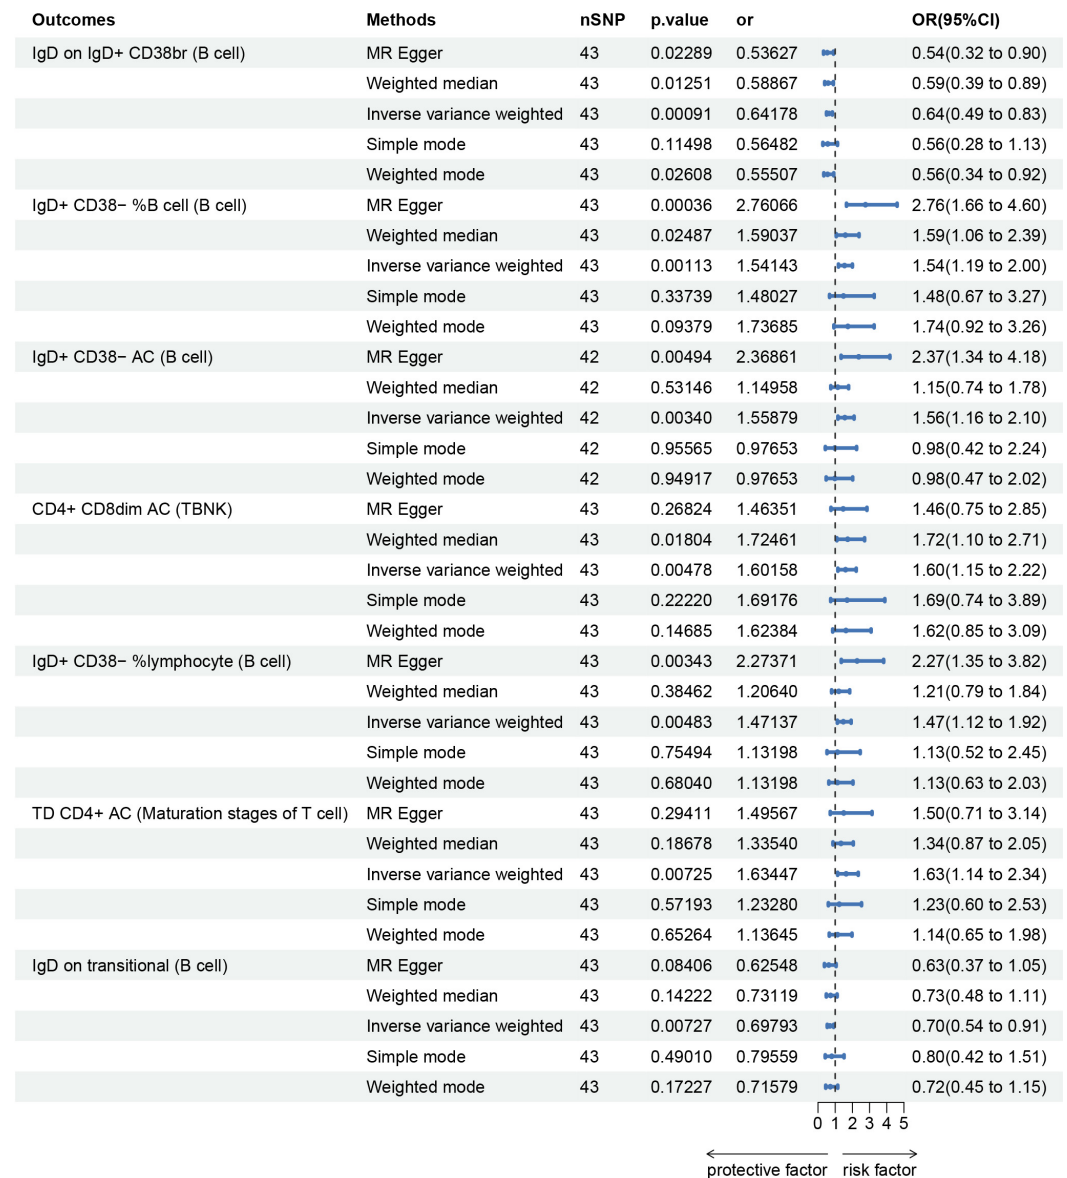 Outcomes Methods nSNP p.value or OR(95%CI)
IgD on IgD+ CD38br (B cell) MR Egger 43 0.02289 0.53627 0.54(0.32 to 0.90)
Weighted median 43 0.01251 0.58867 0.59(0.39 to 0.89)
Inverse variance weighted 43 0.00091 0.64178 0.64(0.49 to 0.83)
Simple mode 43 0.11498 0.56482 0.56(0.28 to 1.13)
Weighted mode 43 0.02608 0.55507 0.56(0.34 to 0.92)
IgD+ CD38− %B cell (B cell) MR Egger 43 0.00036 2.76066 2.76(1.66 to 4.60)
Weighted median 43 0.02487 1.59037 1.59(1.06 to 2.39)
Inverse variance weighted 43 0.00113 1.54143 1.54(1.19 to 2.00)
Simple mode 43 0.33739 1.48027 1.48(0.67 to 3.27)
Weighted mode 43 0.09379 1.73685 1.74(0.92 to 3.26)
IgD+ CD38− AC (B cell) MR Egger 42 0.00494 2.36861 2.37(1.34 to 4.18)
Weighted median 42 0.53146 1.14958 1.15(0.74 to 1.78)
Inverse variance weighted 42 0.00340 1.55879 1.56(1.16 to 2.10)
Simple mode 42 0.95565 0.97653 0.98(0.42 to 2.24)
Weighted mode 42 0.94917 0.97653 0.98(0.47 to 2.02)
CD4+ CD8dim AC (TBNK) MR Egger 43 0.26824 1.46351 1.46(0.75 to 2.85)
Weighted median 43 0.01804 1.72461 1.72(1.10 to 2.71)
Inverse variance weighted 43 0.00478 1.60158 1.60(1.15 to 2.22)
Simple mode 43 0.22220 1.69176 1.69(0.74 to 3.89)
Weighted mode 43 0.14685 1.62384 1.62(0.85 to 3.09)
IgD+ CD38− %lymphocyte (B cell) MR Egger 43 0.00343 2.27371 2.27(1.35 to 3.82)
Weighted median 43 0.38462 1.20640 1.21(0.79 to 1.84)
Inverse variance weighted 43 0.00483 1.47137 1.47(1.12 to 1.92)
Simple mode 43 0.75494 1.13198 1.13(0.52 to 2.45)
Weighted mode 43 0.68040 1.13198 1.13(0.63 to 2.03)
TD CD4+ AC (Maturation stages of T cell) MR Egger 43 0.29411 1.49567 1.50(0.71 to 3.14)
Weighted median 43 0.18678 1.33540 1.34(0.87 to 2.05)
Inverse variance weighted 43 0.00725 1.63447 1.63(1.14 to 2.34)
Simple mode 43 0.57193 1.23280 1.23(0.60 to 2.53)
Weighted mode 43 0.65264 1.13645 1.14(0.65 to 1.98)
IgD on transitional (B cell) MR Egger 43 0.08406 0.62548 0.63(0.37 to 1.05)
Weighted median 43 0.14222 0.73119 0.73(0.48 to 1.11)
Inverse variance weighted 43 0.00727 0.69793 0.70(0.54 to 0.91)
Simple mode 43 0.49010 0.79559 0.80(0.42 to 1.51)
Weighted mode 43 0.17227 0.71579 0.72(0.45 to 1.15)
0 1 2 3 4 5
protective factor risk factor